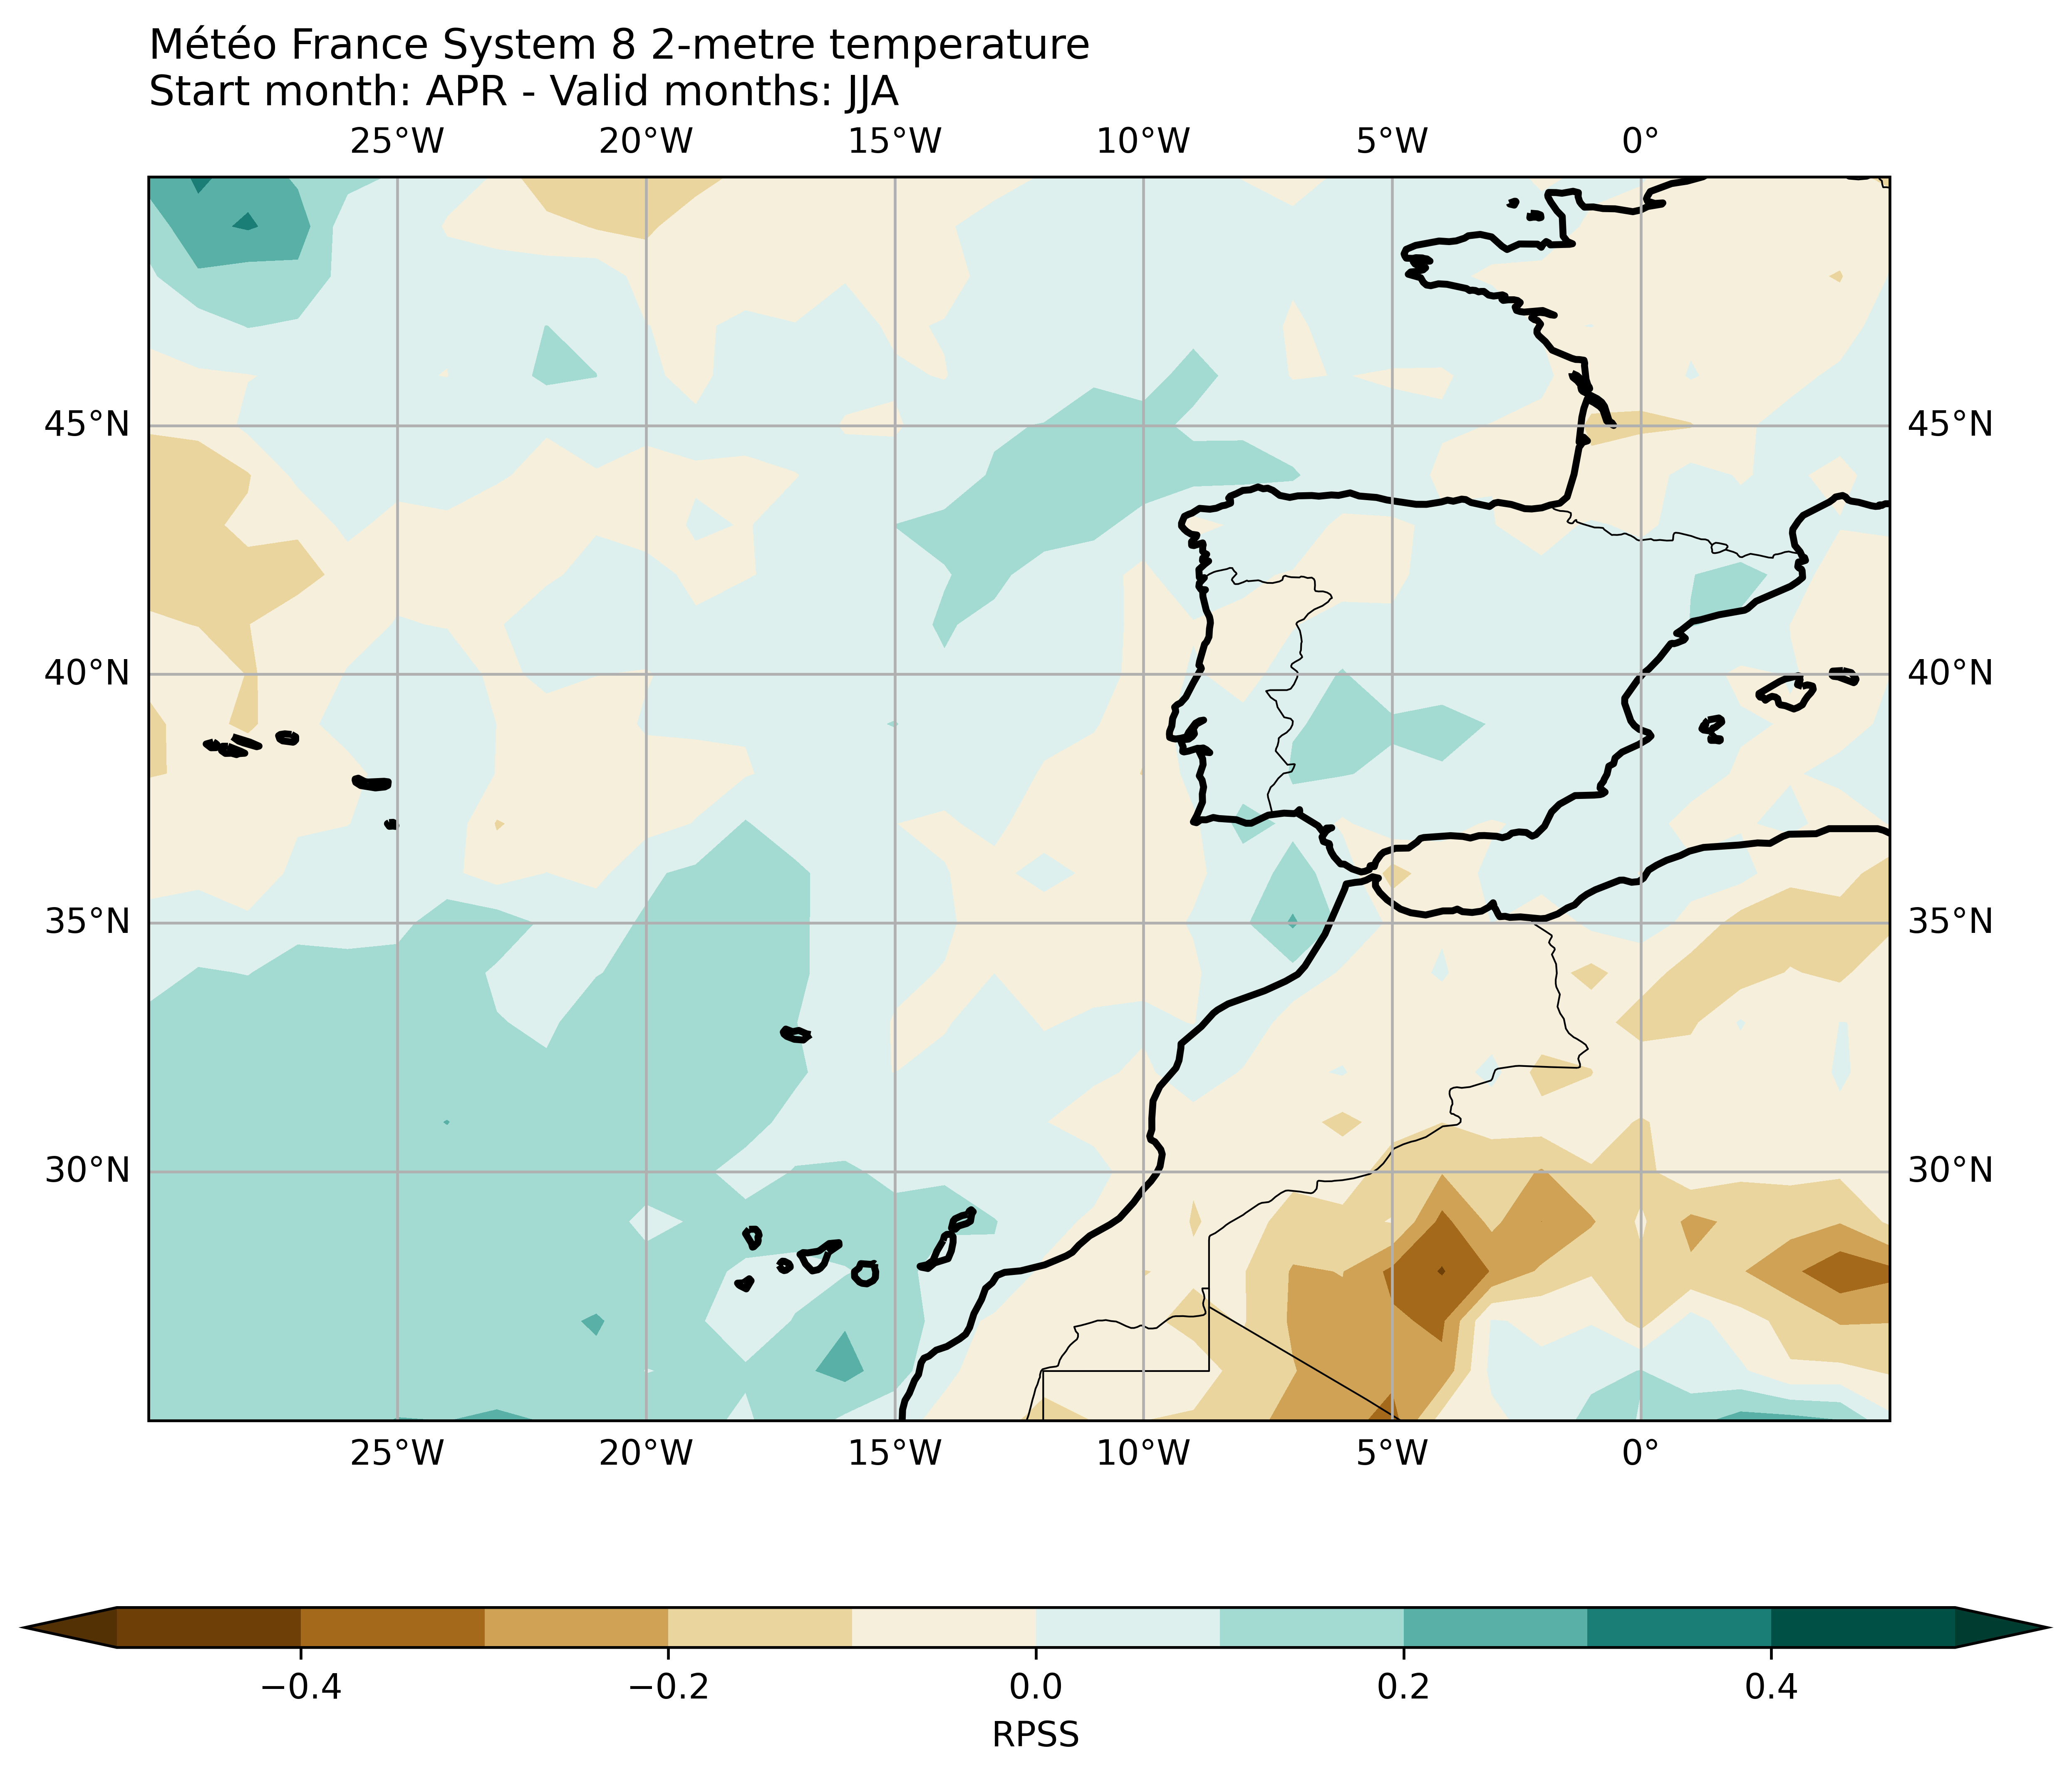 Météo France System 8 2-metre temperature
Start month: APR - Valid months: JJA
25°W 20°W 15°W 10°W 5°W 0°
45°N 45°N
40°N 40°N
35°N 35°N
30°N 30°N
25°W 20°W 15°W 10°W 5°W 0°
−0.4 −0.2 0.0 0.2 0.4
RPSS